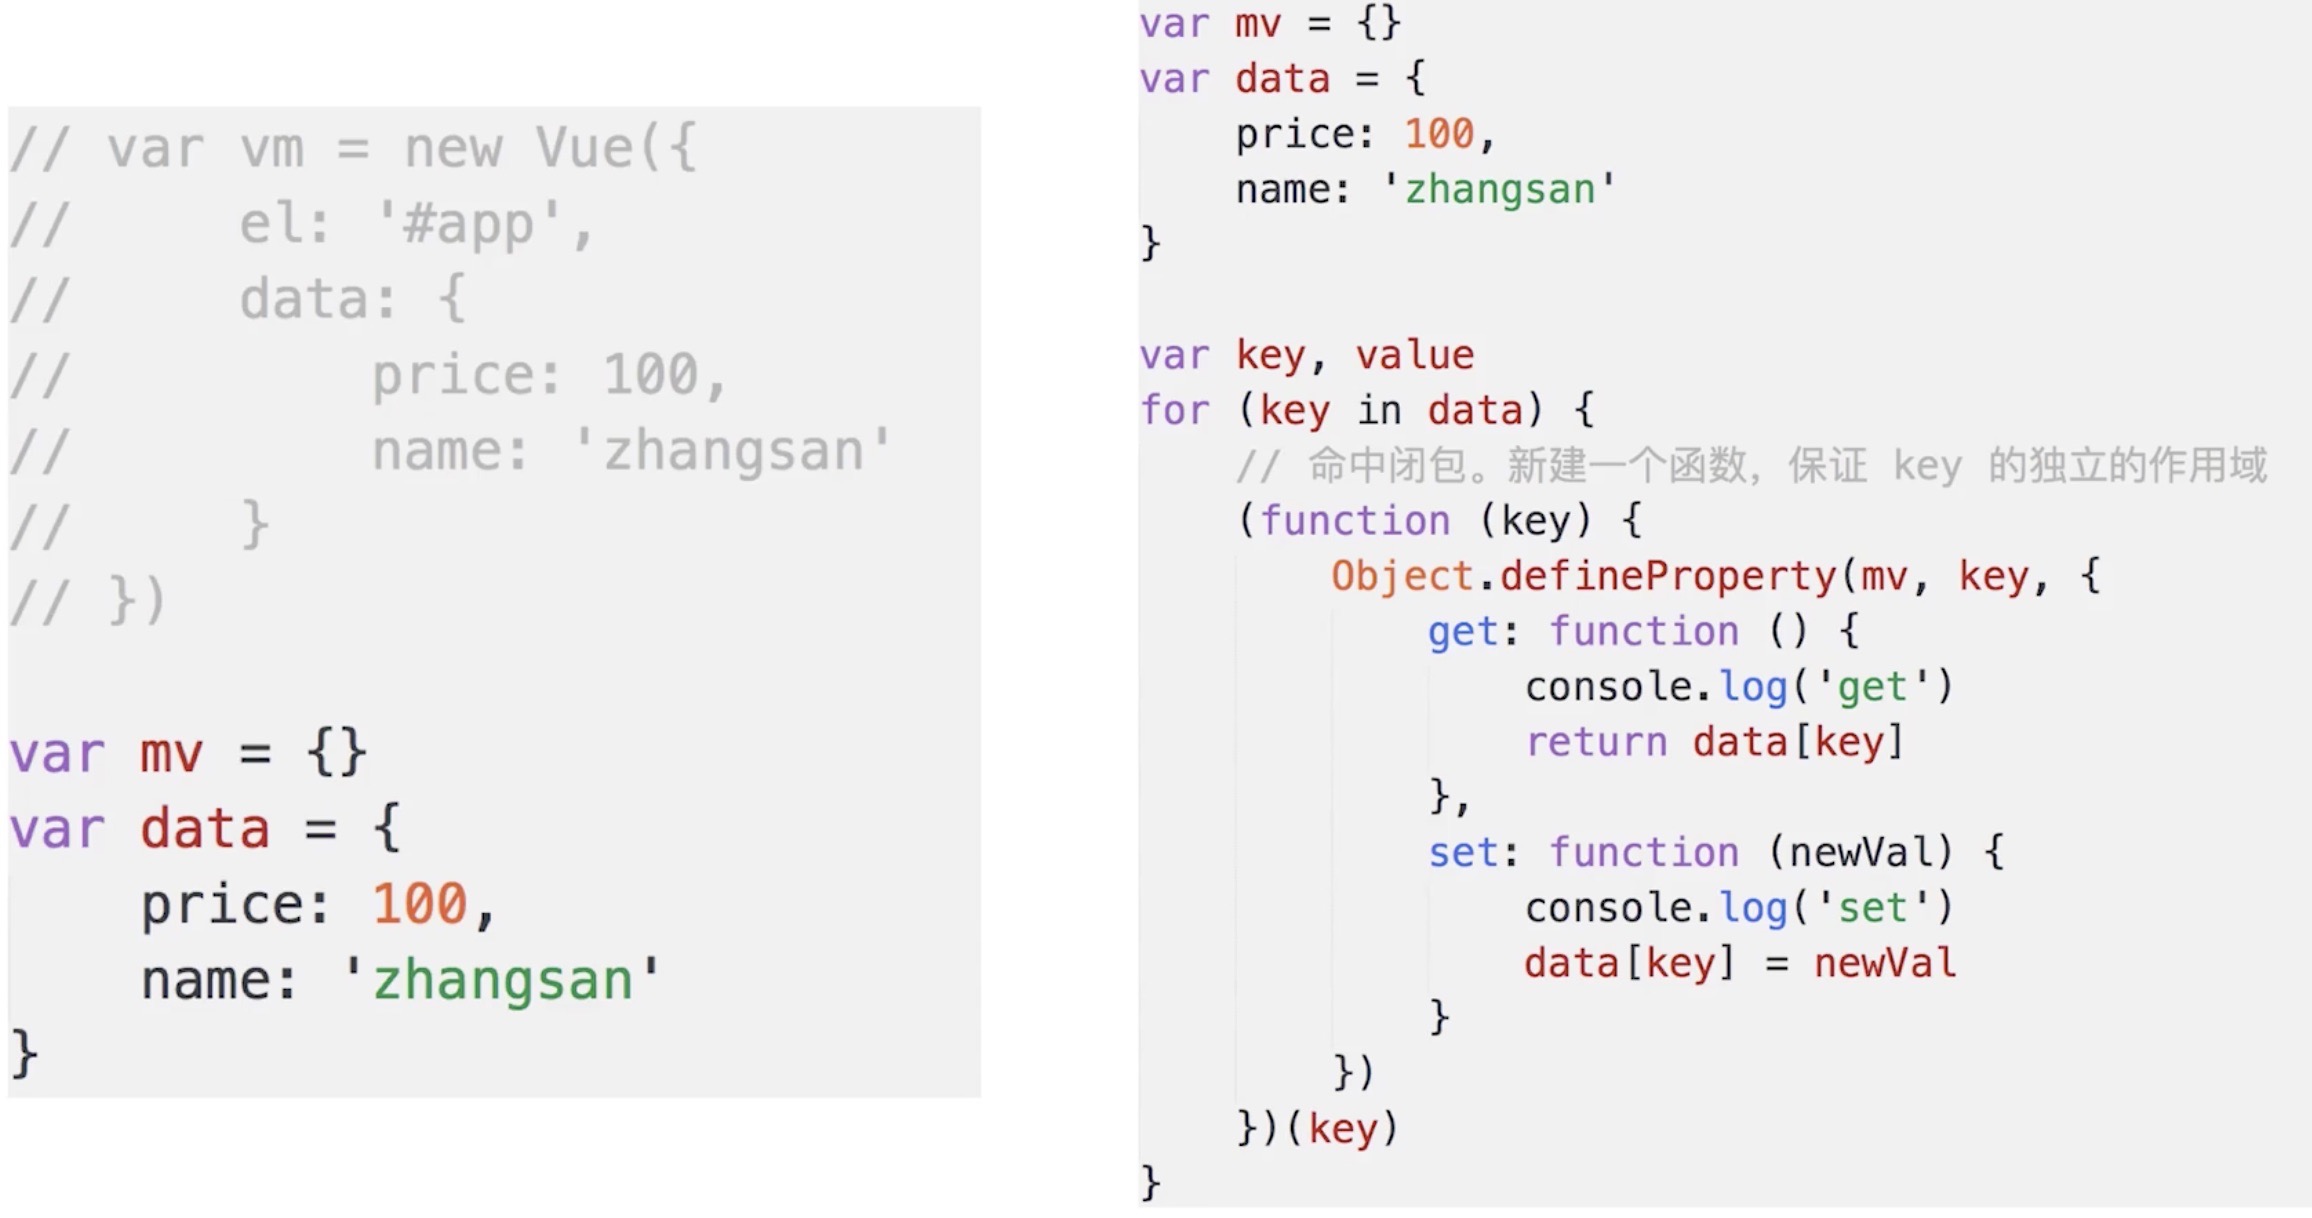 // var vm = new Vue({
//     el: '#app',
//     data: {
//         price: 100,
//         name: 'zhangsan'
//     }
// })
var mv = {}
var data = {
    price: 100,
    name: 'zhangsan'
}
var mv = {}
var data = {
    price: 100,
    name: 'zhangsan'
}
var key, value
for (key in data) {
    // 命中闭包。新建一个函数，保证 key 的独立的作用域
    (function (key) {
        Object.defineProperty(mv, key, {
            get: function () {
                console.log('get')
                return data[key]
            },
            set: function (newVal) {
                console.log('set')
                data[key] = newVal
            }
        })
    })(key)
}